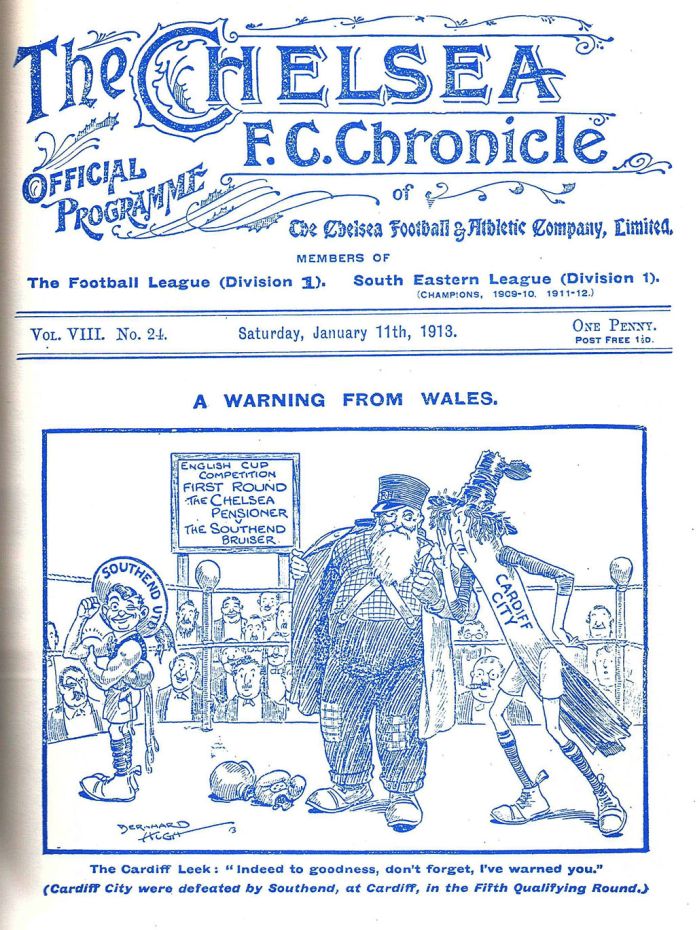 The Chelsea
F.C. Chronicle
Official
Programme
of
The Chelsea Football & Athletic Company, Limited.
MEMBERS OF
The Football League (Division 1). South Eastern League (Division 1).
(CHAMPIONS, 1909-10. 1911-12.)
VOL. VIII. No. 24. Saturday, January 11th, 1913. ONE PENNY.
POST FREE 1½D.
A WARNING FROM WALES.
ENGLISH CUP
COMPETITION
FIRST ROUND
THE CHELSEA
PENSIONER
V
THE SOUTHEND
BRUISER.
RH
SOUTHEND UTD
CARDIFF
CITY
BERNARD
HUGH
13
The Cardiff Leek: "Indeed to goodness, don't forget, I've warned you."
(Cardiff City were defeated by Southend, at Cardiff, in the Fifth Qualifying Round.)